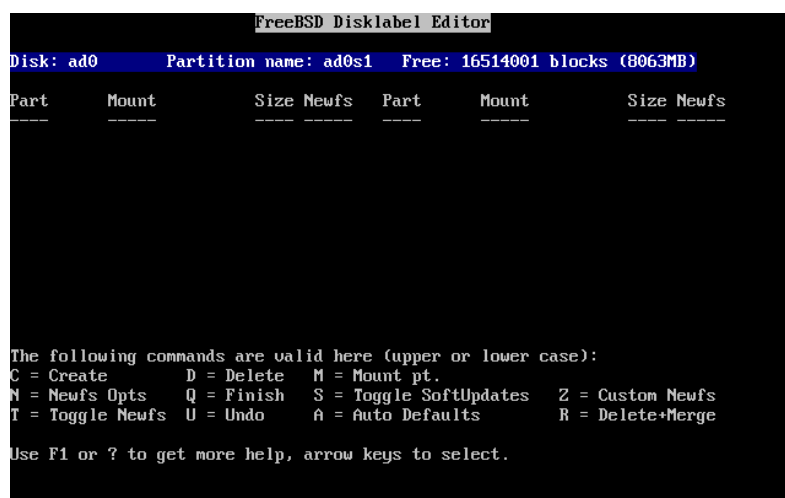 FreeBSD Disklabel Editor
Disk: ad0 Partition name: ad0s1 Free: 16514001 blocks (8063MB)
Part Mount Size Newfs Part Mount Size Newfs
---- ----- ---- ----- ---- ----- ---- -----
The following commands are valid here (upper or lower case):
C = Create D = Delete M = Mount pt.
N = Newfs Opts Q = Finish S = Toggle SoftUpdates Z = Custom Newfs
T = Toggle Newfs U = Undo A = Auto Defaults R = Delete+Merge
Use F1 or ? to get more help, arrow keys to select.